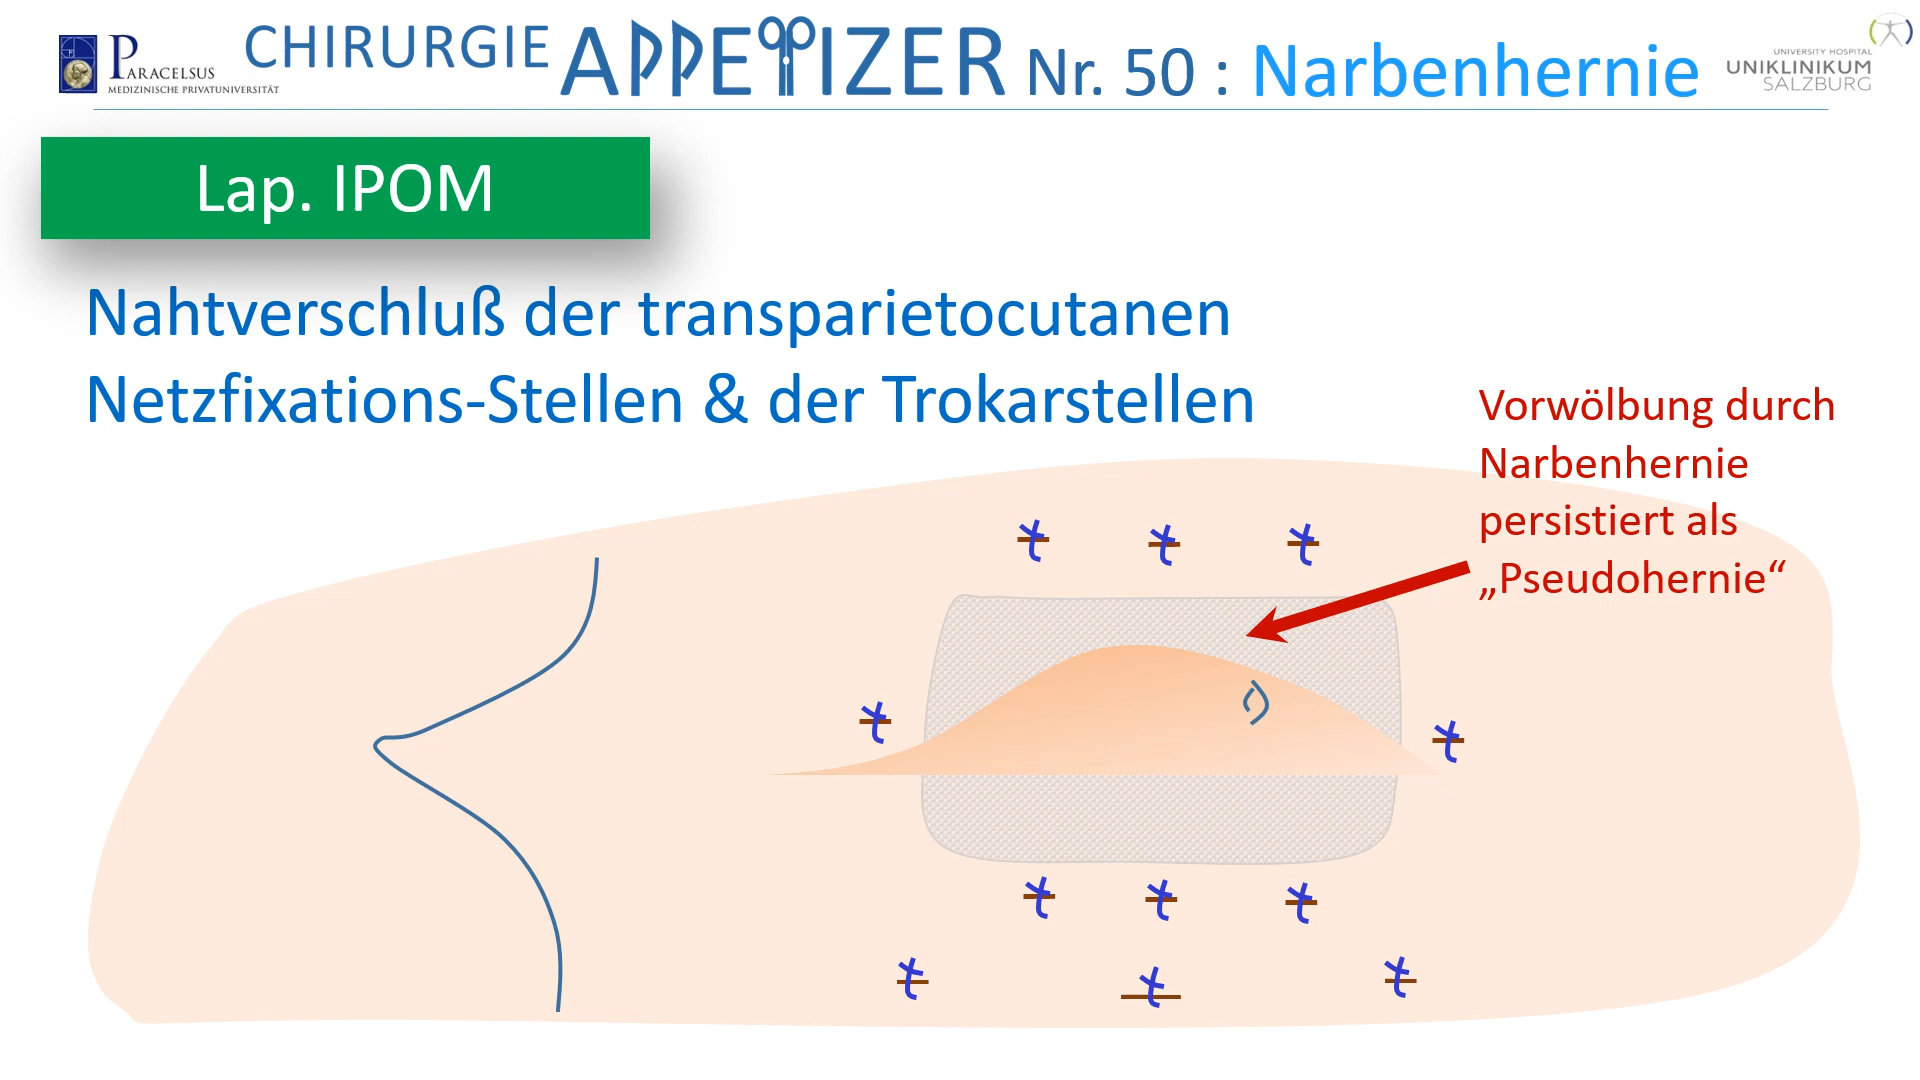 PARACELSUS
MEDIZINISCHE PRIVATUNIVERSITÄT
CHIRURGIE APPETIZER Nr. 50 : Narbenhernie
UNIVERSITY HOSPITAL
UNIKLINIKUM
SALZBURG
Lap. IPOM
Nahtverschluß der transparietocutanen
Netzfixations-Stellen & der Trokarstellen
Vorwölbung durch
Narbenhernie
persistiert als
„Pseudohernie“